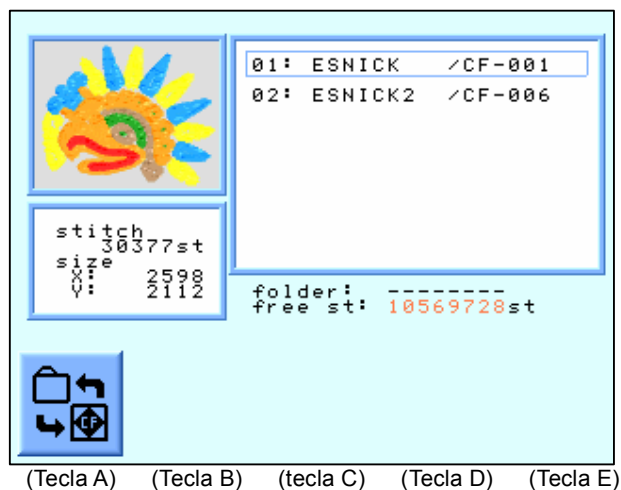 01: ESNICK /CF-001
02: ESNICK2 /CF-006
stitch
30377st
size
X: 2598
Y: 2112
folder: --------
free st: 10569728st
CF
(Tecla A) (Tecla B) (tecla C) (Tecla D) (Tecla E)